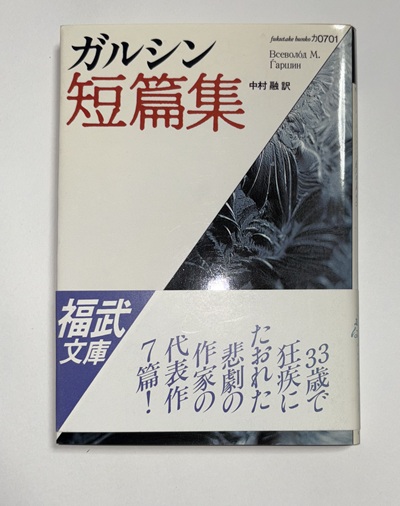 fukutake bunko カ0701
ガルシン
Всеволод М.
Гаршин
短篇集
中村 融 訳
福武
文庫
33歳で
狂疾に
たおれた
悲劇の
作家の
代表作
7篇!